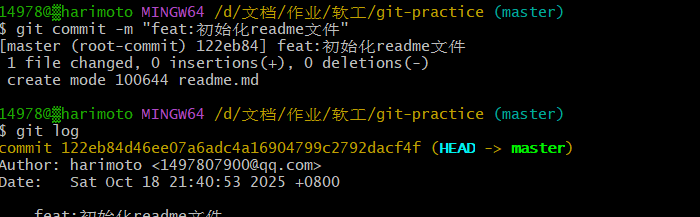 14978@▒harimoto MINGW64 /d/文档/作业/软工/git-practice (master)
$ git commit -m "feat:初始化readme文件"
[master (root-commit) 122eb84] feat:初始化readme文件
 1 file changed, 0 insertions(+), 0 deletions(-)
 create mode 100644 readme.md
14978@▒harimoto MINGW64 /d/文档/作业/软工/git-practice (master)
$ git log
commit 122eb84d46ee07a6adc4a16904799c2792dacf4f (HEAD -> master)
Author: harimoto <1497807900@qq.com>
Date:   Sat Oct 18 21:40:53 2025 +0800
    feat:初始化readme文件